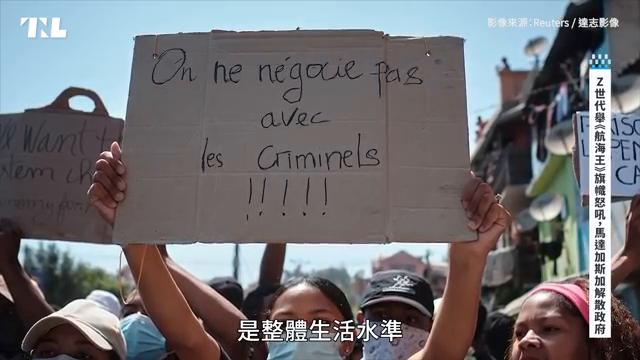 TNL
影像來源：Reuters / 達志影像
On ne négocie pas
avec
les Criminels
!!!!!
Z世代舉《航海王》旗幟怒吼，馬達加斯加解散政府
是整體生活水準